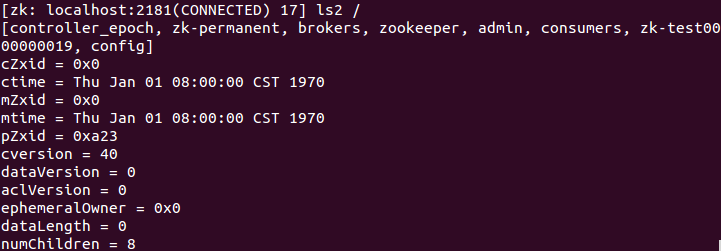 [zk: localhost:2181(CONNECTED) 17] ls2 /
[controller_epoch, zk-permanent, brokers, zookeeper, admin, consumers, zk-test00
00000019, config]
cZxid = 0x0
ctime = Thu Jan 01 08:00:00 CST 1970
mZxid = 0x0
mtime = Thu Jan 01 08:00:00 CST 1970
pZxid = 0xa23
cversion = 40
dataVersion = 0
aclVersion = 0
ephemeralOwner = 0x0
dataLength = 0
numChildren = 8